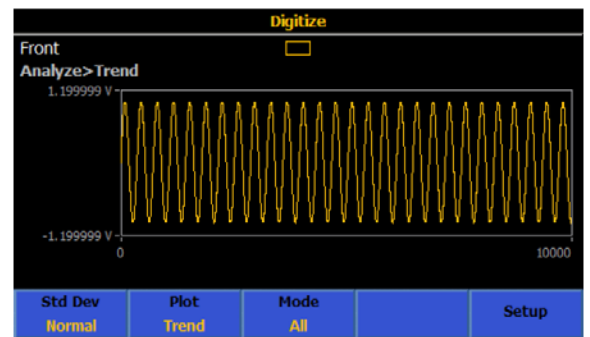 Digitize
Front
Analyze>Trend
1.199999 V
-1.199999 V
0
10000
Std Dev
Normal
Plot
Trend
Mode
All
Setup